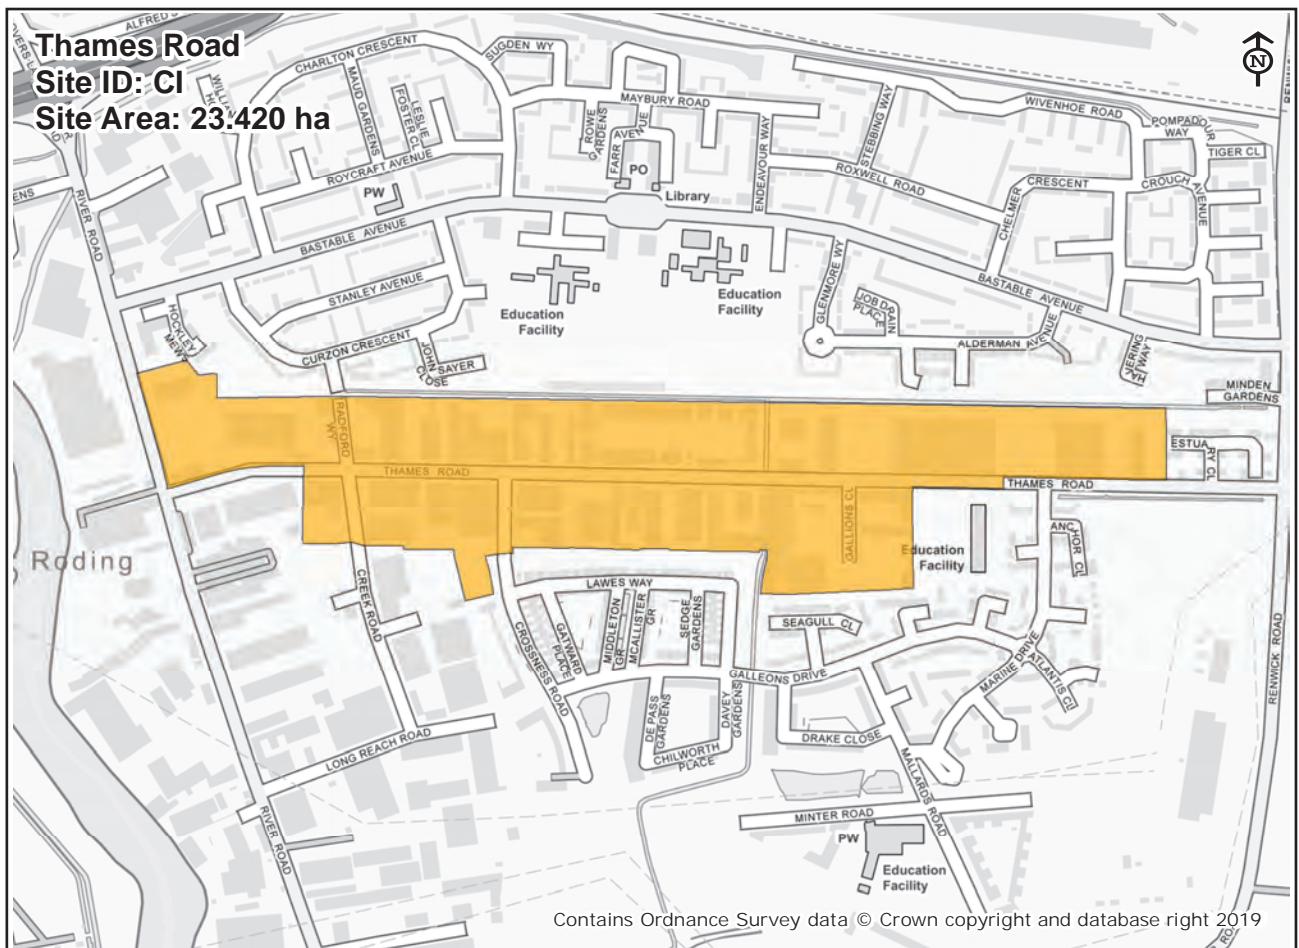 Thames Road
Site ID: CI
Site Area: 23.420 ha
N
ALFRED'S
CHARLTON CRESCENT
SUGDEN WY
MAUD GARDENS
LESLIE
FOSTER CL
ROWE
GARDENS
MAYBURY ROAD
FARR AVENUE
PO
Library
ENDEAVOUR WAY
STEBBING WAY
WIVENHOE ROAD
POMPADOUR
WAY
TIGER CL
ROXWELL ROAD
CHELMER
CRESCENT
CROUCH AVENUE
ROYCRAFT AVENUE
PW
RIVER ROAD
BASTABLE AVENUE
STANLEY AVENUE
Education
Facility
Education
Facility
GLENMORE WY
JOB DRAIN
PLACE
BASTABLE AVENUE
ALDERMAN AVENUE
HOCKLEY
MEWS
CURZON CRESCENT
JOHN SAYER
CLOSE
MINDEN
GARDENS
RADFORD
WY
THAMES ROAD
ESTUARY CL
THAMES ROAD
GALLIONS CL
Education
Facility
ANCHOR CL
Roding
CREEK ROAD
LAWES WAY
MIDDLETON
GR
MCALLISTER
GR
SEDGE
GARDENS
GATWARD
PLACE
CROSSNESS ROAD
SEAGULL CL
GALLEONS DRIVE
MARINE DRIVE
ATLANTIS CL
RENWICK ROAD
DE PASS
GARDENS
DAVEY
GARDENS
CHILWORTH
PLACE
DRAKE CLOSE
LONG REACH ROAD
MALLARDS ROAD
RIVER ROAD
MINTER ROAD
PW
Education
Facility
Contains Ordnance Survey data © Crown copyright and database right 2019